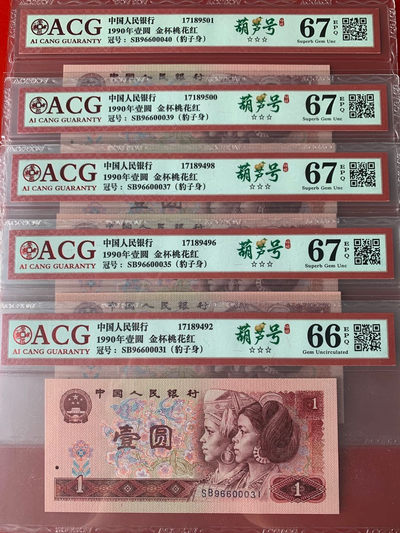 ACG
AI CANG GUARANTY
中国人民银行 17189501
1990年壹圆 金杯桃花红
冠号：SB96600040（豹子身）
葫芦号
☆☆☆
67 EPQ
Superb Gem Unc
ACG
AI CANG GUARANTY
中国人民银行 17189500
1990年壹圆 金杯桃花红
冠号：SB96600039（豹子身）
葫芦号
☆☆☆
67 EPQ
Superb Gem Unc
ACG
AI CANG GUARANTY
中国人民银行 17189498
1990年壹圆 金杯桃花红
冠号：SB96600037（豹子身）
葫芦号
☆☆☆
67 EPQ
Superb Gem Unc
ACG
AI CANG GUARANTY
中国人民银行 17189496
1990年壹圆 金杯桃花红
冠号：SB96600035（豹子身）
葫芦号
☆☆☆
67 EPQ
Superb Gem Unc
ACG
AI CANG GUARANTY
中国人民银行 17189492
1990年壹圆 金杯桃花红
冠号：SB96600031（豹子身）
葫芦号
☆☆☆
66 EPQ
Gem Uncirculated
中国人民银行
壹圆
1
1
SB96600031
1